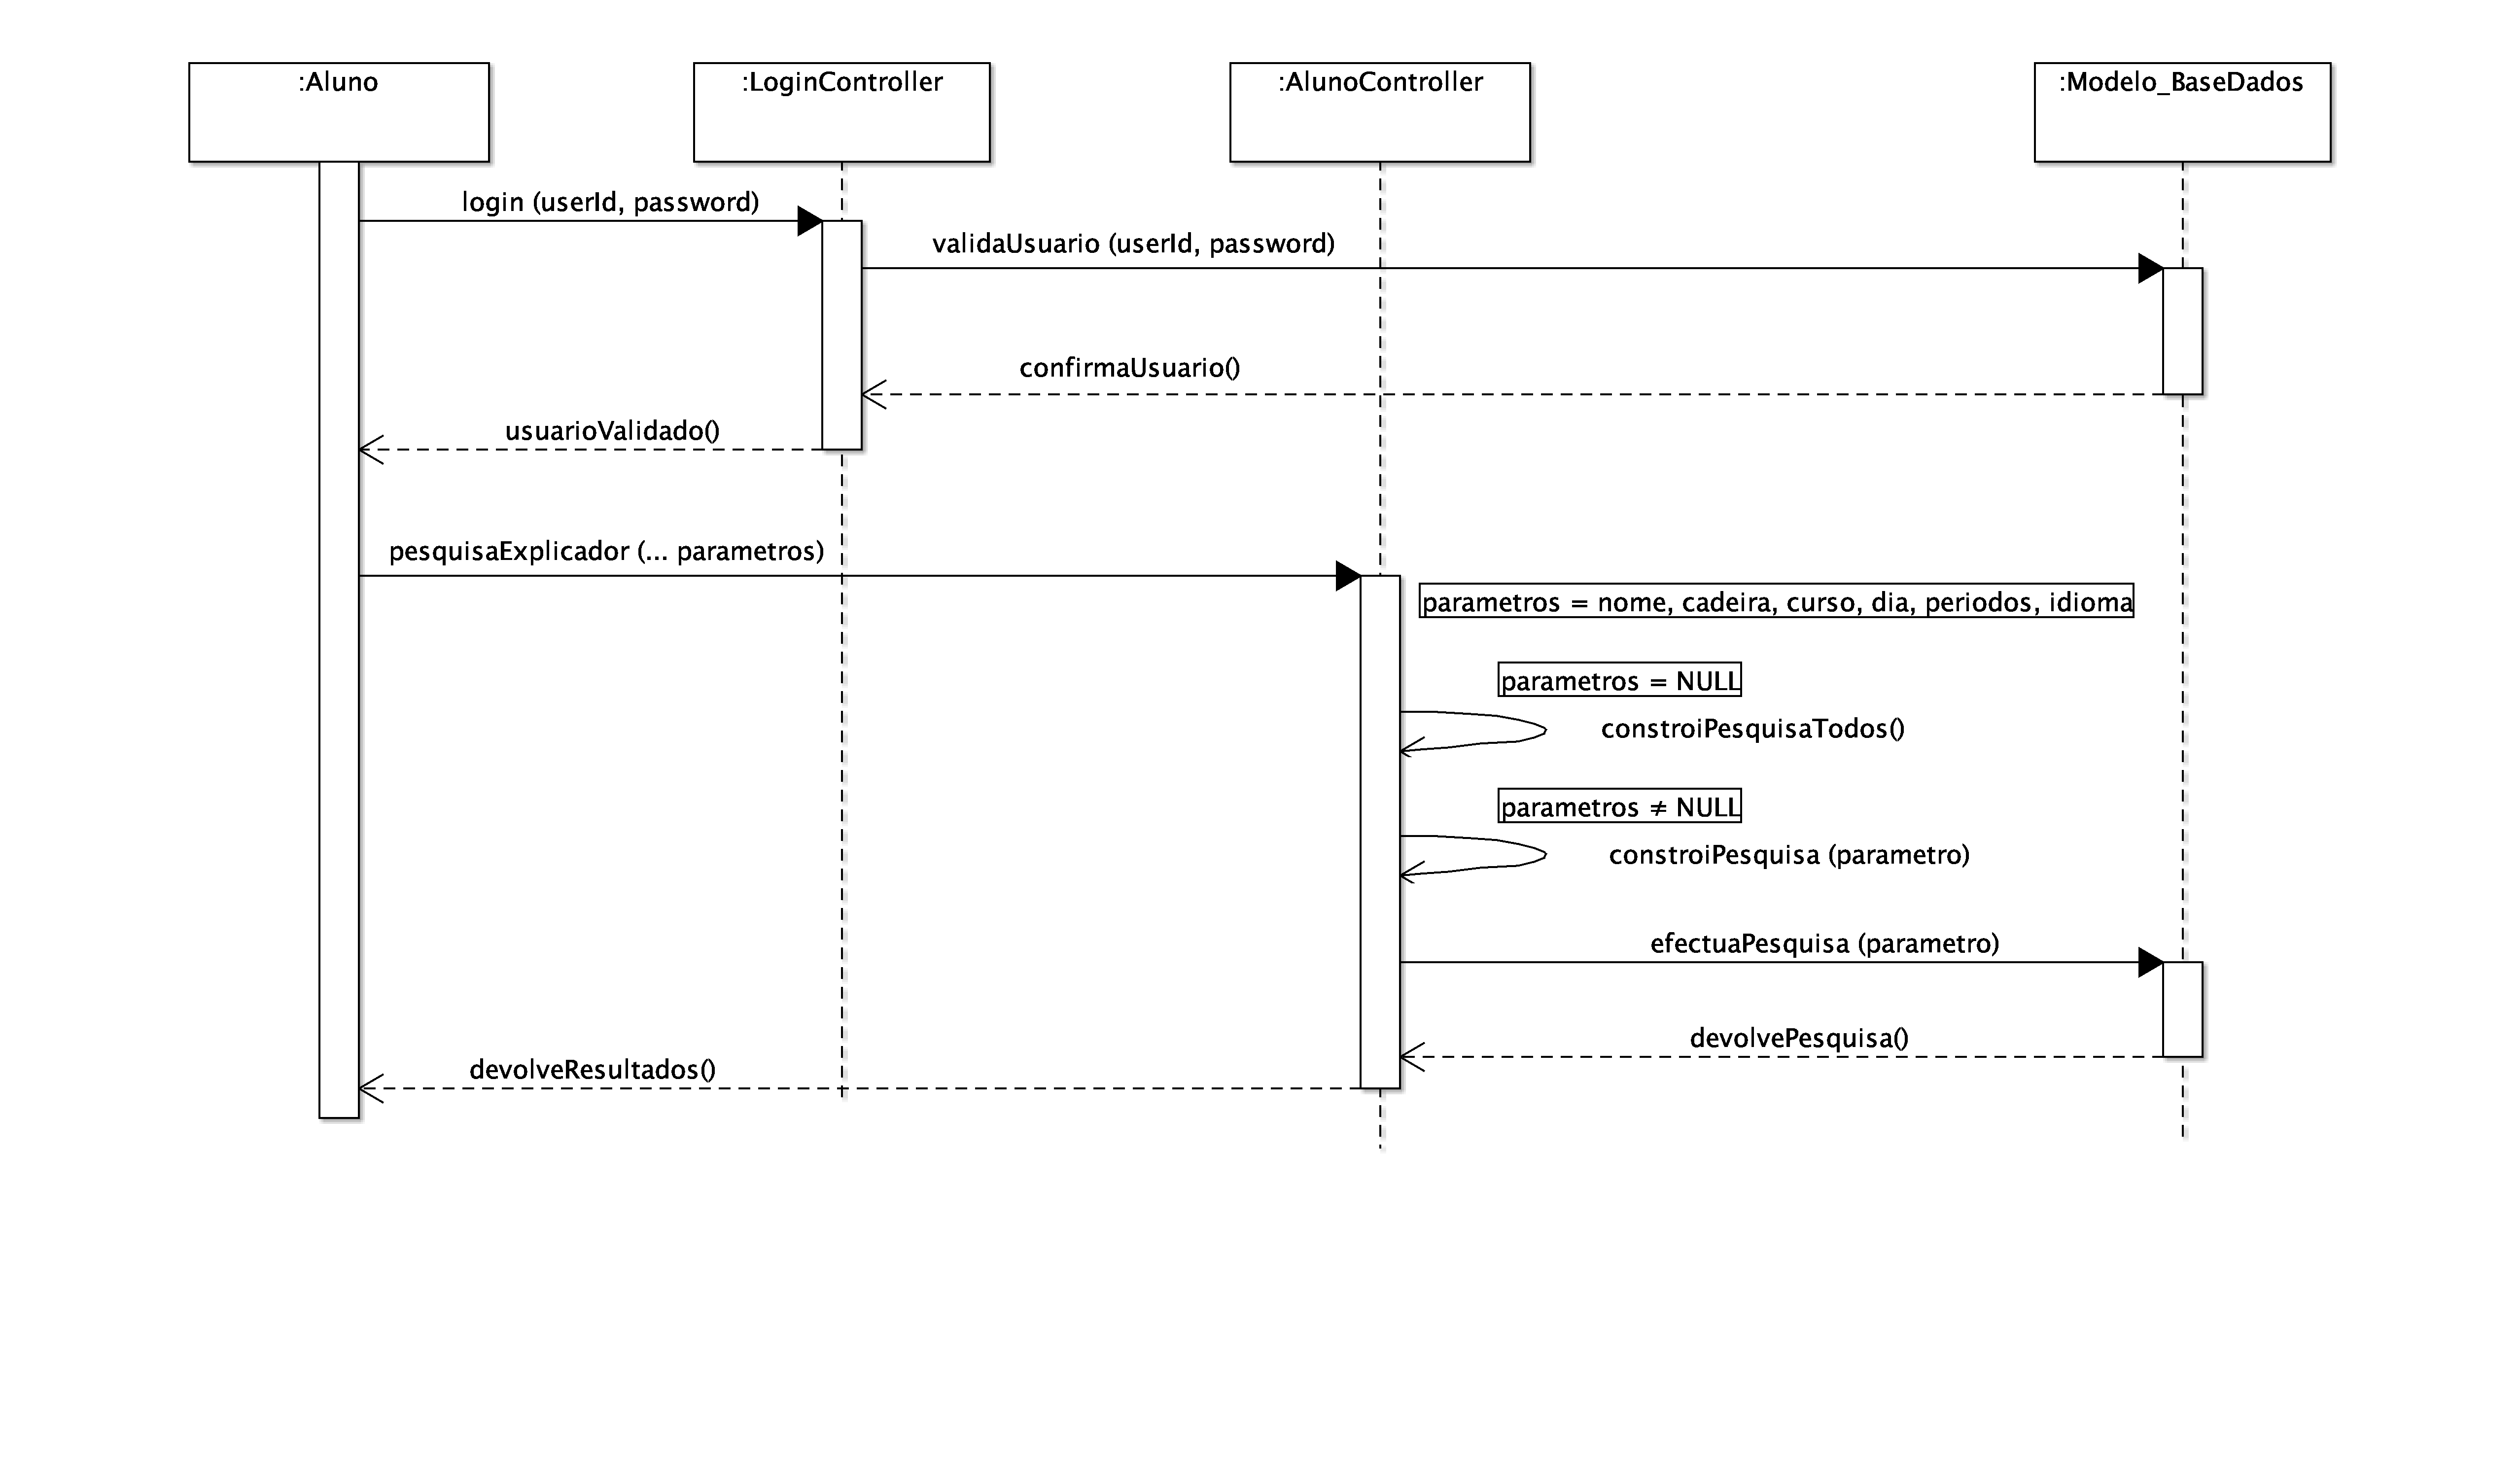 :Aluno
:LoginController
:AlunoController
:Modelo_BaseDados
login (userId, password)
validaUsuario (userId, password)
confirmaUsuario()
usuarioValidado()
pesquisaExplicador (... parametros)
parametros = nome, cadeira, curso, dia, periodos, idioma
parametros = NULL
constroiPesquisaTodos()
parametros ≠ NULL
constroiPesquisa (parametro)
efectuaPesquisa (parametro)
devolvePesquisa()
devolveResultados()